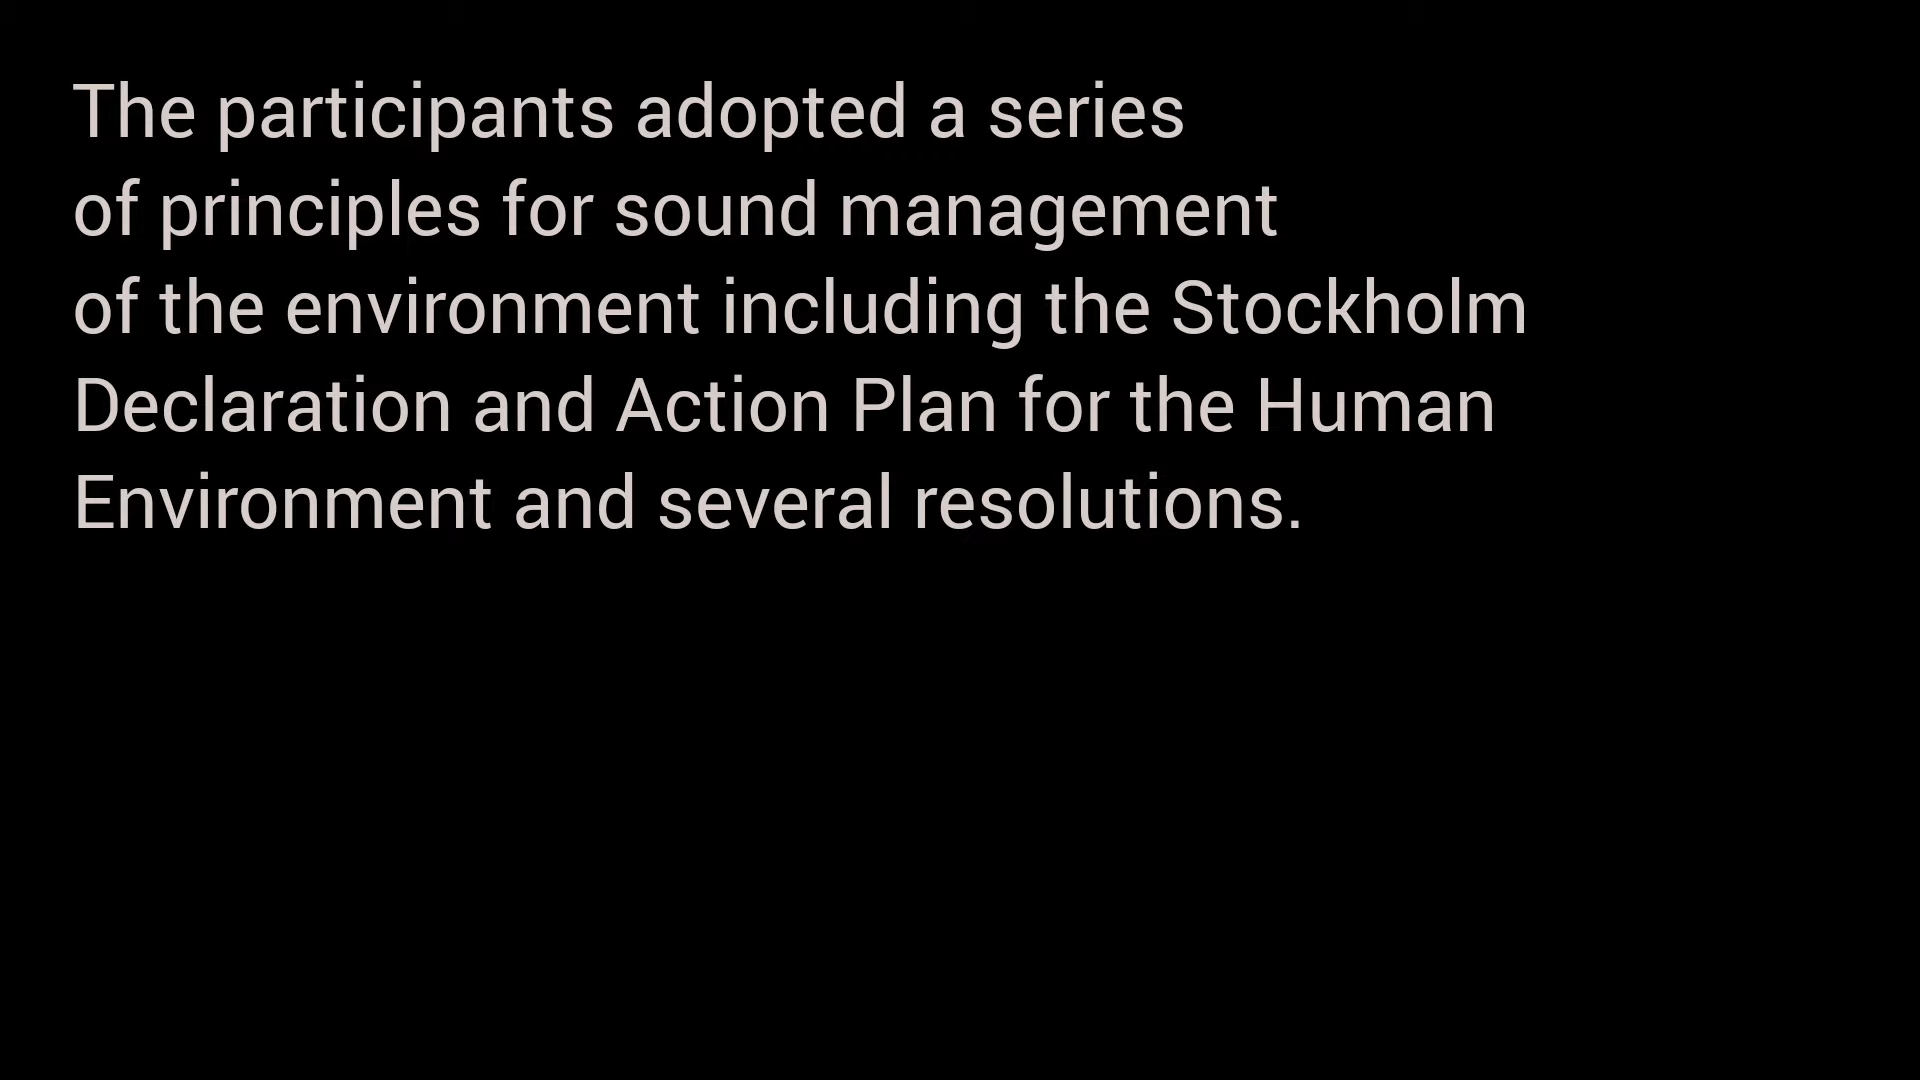 The participants adopted a series
of principles for sound management
of the environment including the Stockholm
Declaration and Action Plan for the Human
Environment and several resolutions.